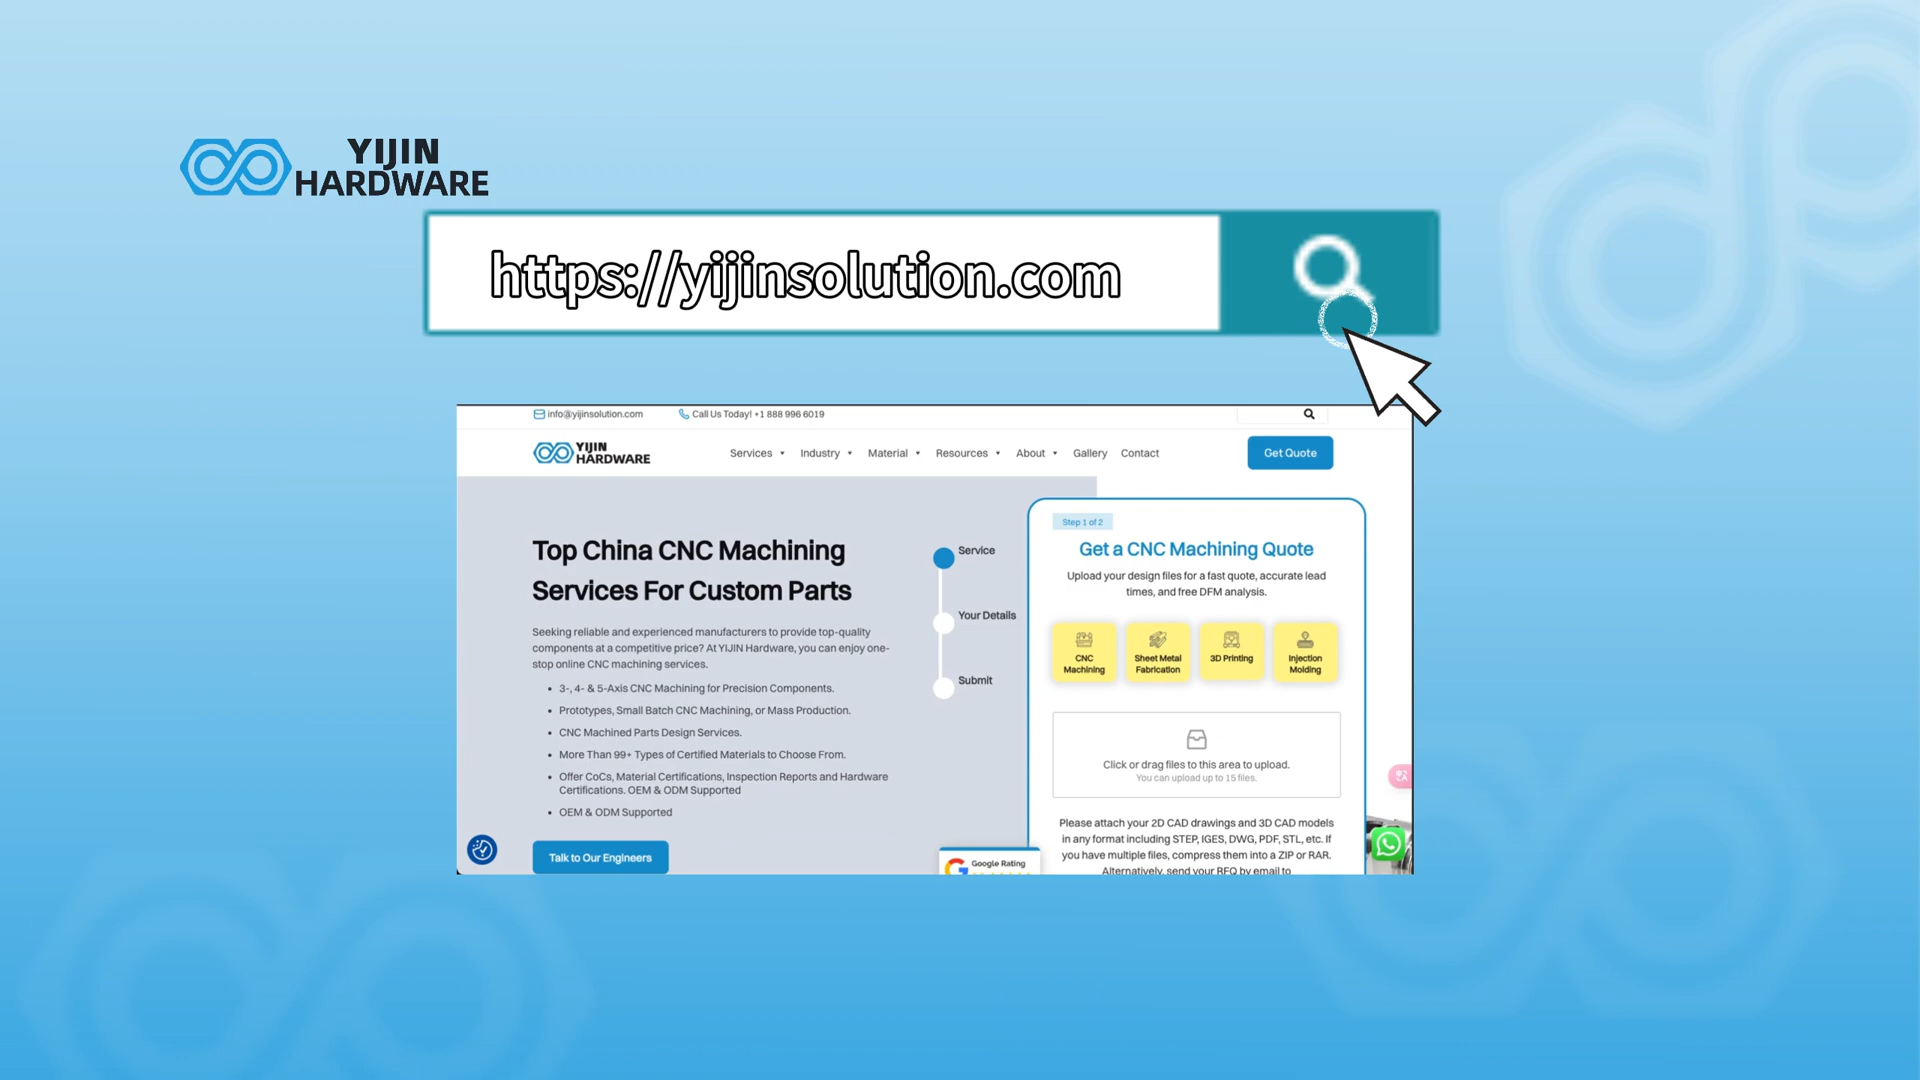 YIJIN
HARDWARE
https://yijinsolution.com
info@yijinsolution.com
Call Us Today! +1 888 996 6019
YIJIN
HARDWARE
Services
Industry
Material
Resources
About
Gallery
Contact
Get Quote
Top China CNC Machining
Services For Custom Parts
Seeking reliable and experienced manufacturers to provide top-quality
components at a competitive price? At YIJIN Hardware, you can enjoy one-
stop online CNC machining services.
3-, 4- & 5-Axis CNC Machining for Precision Components.
Prototypes, Small Batch CNC Machining, or Mass Production.
CNC Machined Parts Design Services.
More Than 99+ Types of Certified Materials to Choose From.
Offer CoCs, Material Certifications, Inspection Reports and Hardware
Certifications. OEM & ODM Supported
OEM & ODM Supported
Talk to Our Engineers
Service
Your Details
Submit
Google Rating
Step 1 of 2
Get a CNC Machining Quote
Upload your design files for a fast quote, accurate lead
times, and free DFM analysis.
CNC
Machining
Sheet Metal
Fabrication
3D Printing
Injection
Molding
Click or drag files to this area to upload.
You can upload up to 15 files.
Please attach your 2D CAD drawings and 3D CAD models
in any format including STEP, IGES, DWG, PDF, STL, etc. If
you have multiple files, compress them into a ZIP or RAR.
Alternatively, send your RFQ by email to